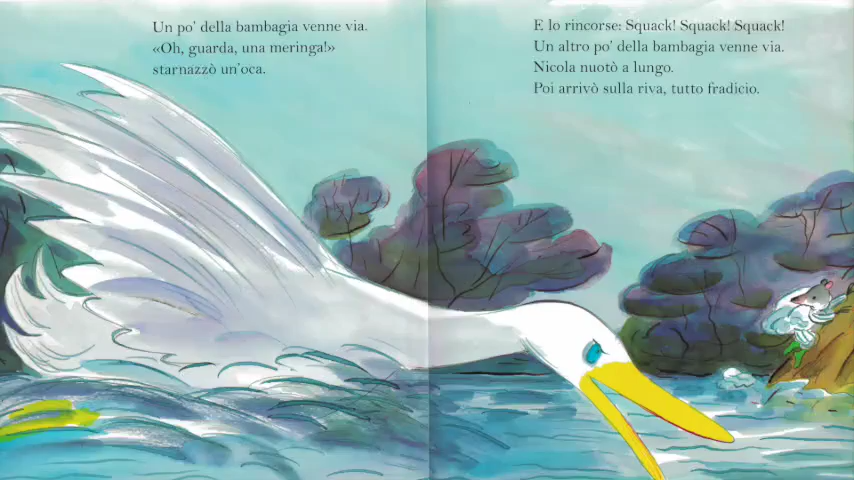 Un po' della bambagia venne via.
«Oh, guarda, una meringa!»
starnazzò un'oca.
E lo rincorse: Squack! Squack! Squack!
Un altro po' della bambagia venne via.
Nicola nuotò a lungo.
Poi arrivò sulla riva, tutto fradicio.